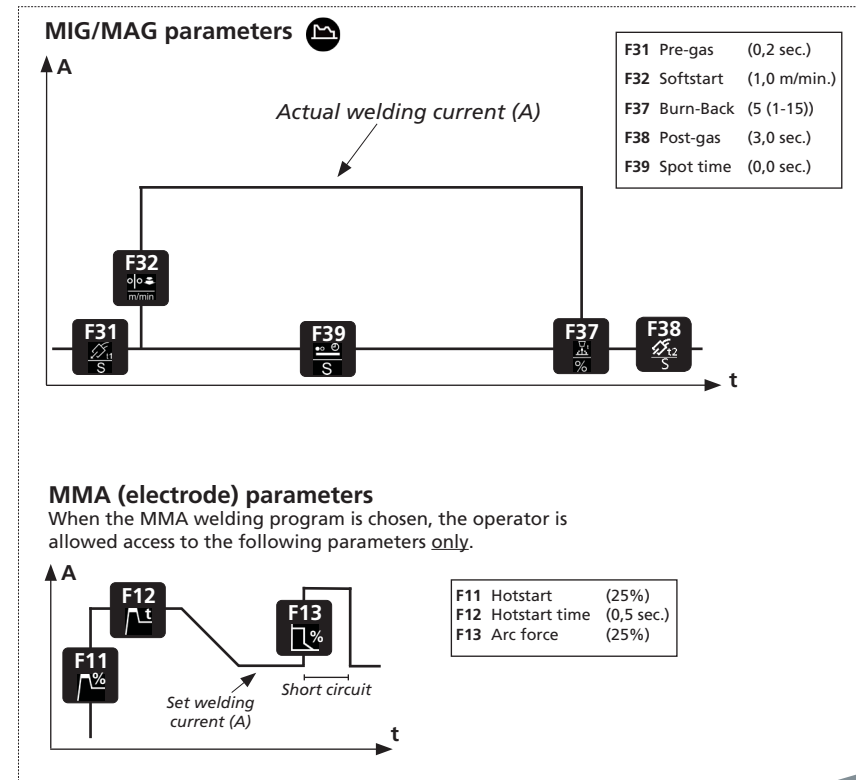 MIG/MAG parameters
A
Actual welding current (A)
F31 Pre-gas (0,2 sec.)
F32 Softstart (1,0 m/min.)
F37 Burn-Back (5 (1-15))
F38 Post-gas (3,0 sec.)
F39 Spot time (0,0 sec.)
F32
m/min
F31
t1
S
F39
S
F37
%
F38
t2
S
t
MMA (electrode) parameters
When the MMA welding program is chosen, the operator is
allowed access to the following parameters only.
A
F12
t
F13
%
F11
%
Set welding
current (A)
Short circuit
t
F11 Hotstart (25%)
F12 Hotstart time (0,5 sec.)
F13 Arc force (25%)